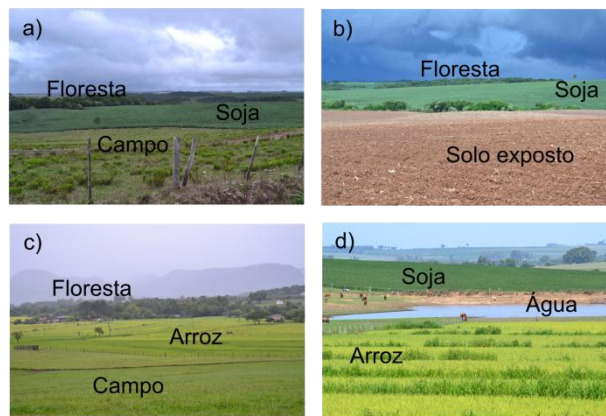 a)
Floresta
Soja
Campo
b)
Floresta
Soja
Solo exposto
c)
Floresta
Arroz
Campo
d)
Soja
Água
Arroz